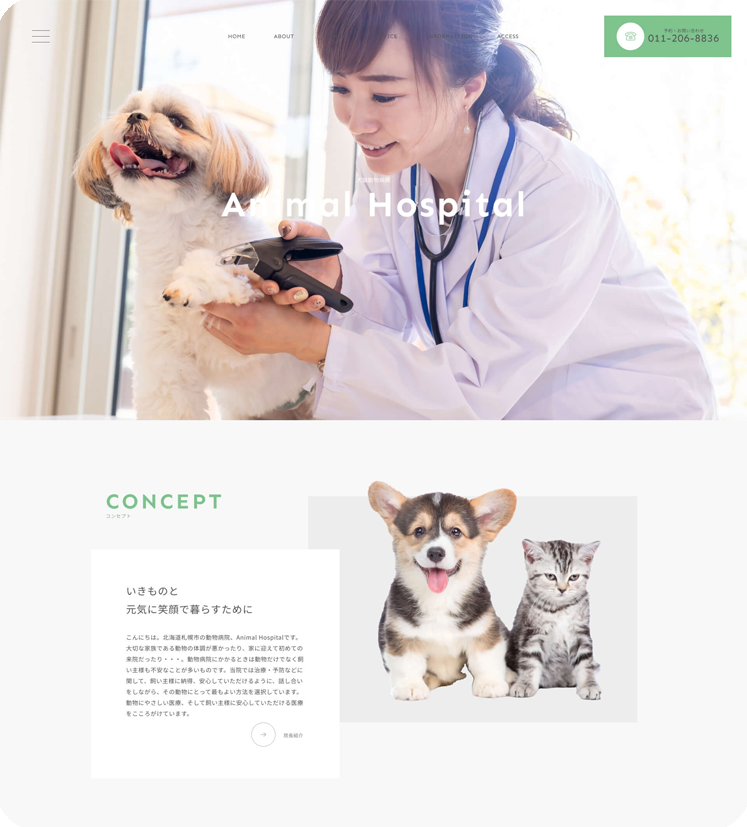 HOME
ABOUT
ACCESS
予約・お問い合わせ
011-206-8836
Animal Hospital
CONCEPT
コンセプト
いきものと
元気に笑顔で暮らすために
こんにちは。北海道札幌市の動物病院、Animal Hospitalです。
大切な家族である動物の体調が悪かったり、家に迎えて初めての
来院だったり・・・。動物病院にかかるときは動物だけでなく飼
い主様も不安なことが多いものです。当院では治療・予防などに
関して、飼い主様に納得、安心していただけるように、話し合い
をしながら、その動物にとって最もよい方法を選択しています。
動物にやさしい医療、そして飼い主様に安心していただける医療
をこころがけています。
院長紹介